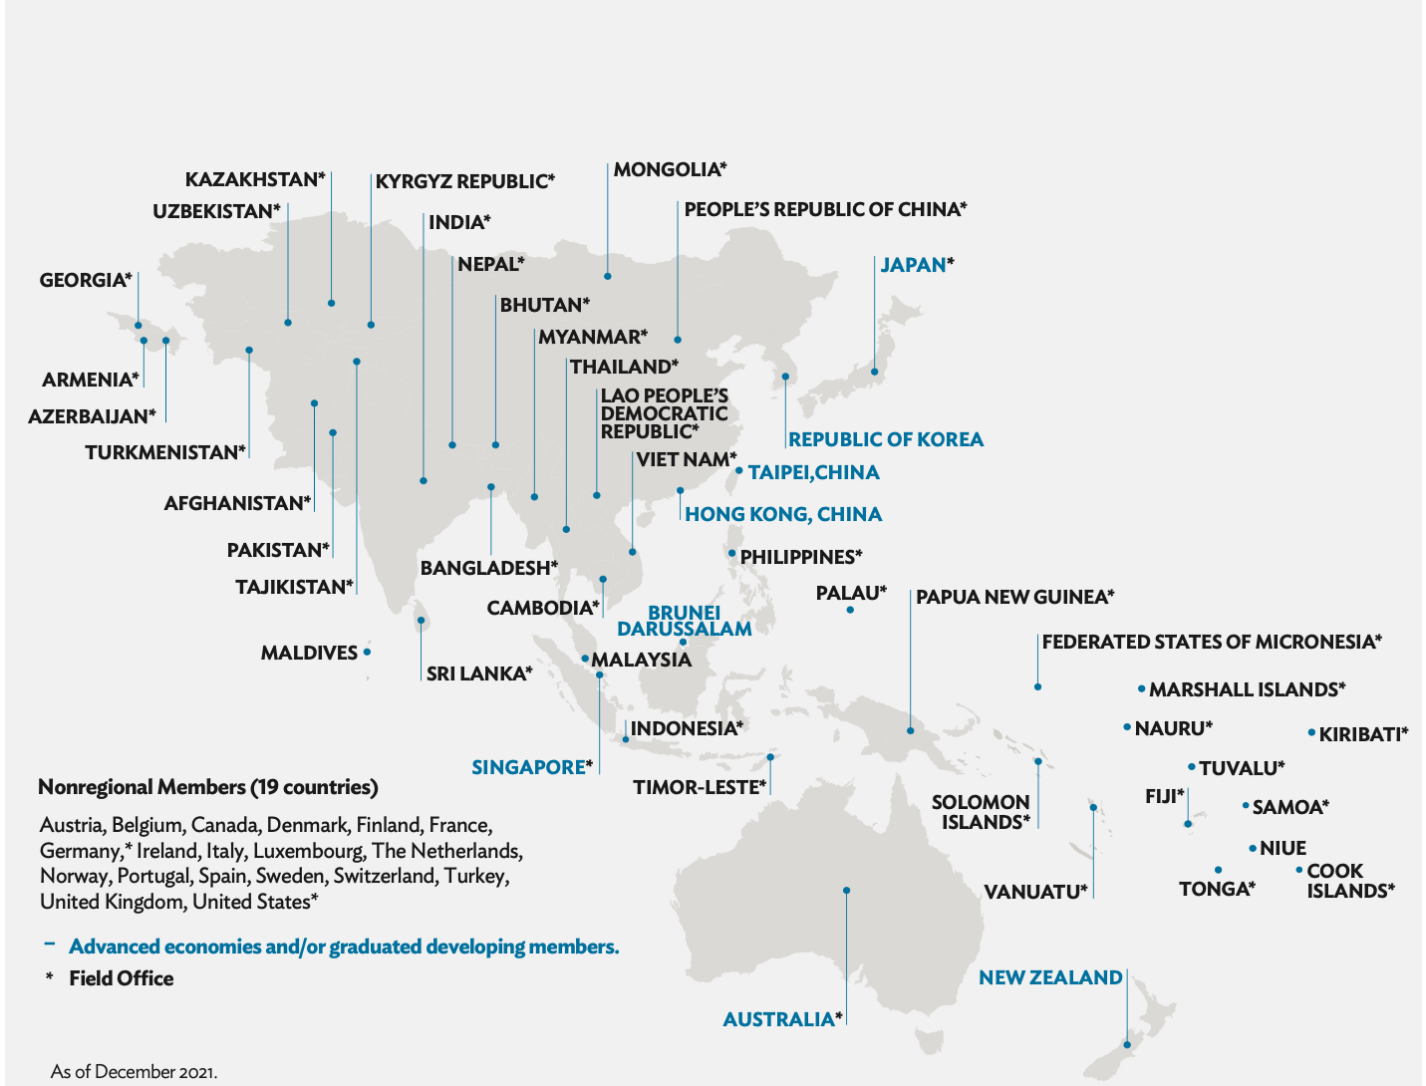 MONGOLIA*
KAZAKHSTAN*
KYRGYZ REPUBLIC*
UZBEKISTAN*
PEOPLE’S REPUBLIC OF CHINA*
INDIA*
NEPAL*
JAPAN*
GEORGIA*
BHUTAN*
MYANMAR*
THAILAND*
ARMENIA*
LAO PEOPLE’S
DEMOCRATIC
REPUBLIC*
AZERBAIJAN*
REPUBLIC OF KOREA
TURKMENISTAN*
VIET NAM*
TAIPEI,CHINA
AFGHANISTAN*
HONG KONG, CHINA
PAKISTAN*
PHILIPPINES*
BANGLADESH*
TAJIKISTAN*
PALAU*
PAPUA NEW GUINEA*
CAMBODIA*
BRUNEI
DARUSSALAM
FEDERATED STATES OF MICRONESIA*
MALDIVES
MALAYSIA
SRI LANKA*
MARSHALL ISLANDS*
INDONESIA*
NAURU*
KIRIBATI*
SINGAPORE*
TUVALU*
TIMOR-LESTE*
FIJI*
SOLOMON
ISLANDS*
SAMOA*
NIUE
COOK
ISLANDS*
TONGA*
VANUATU*
NEW ZEALAND
AUSTRALIA*
Nonregional Members (19 countries)
Austria, Belgium, Canada, Denmark, Finland, France,
Germany,* Ireland, Italy, Luxembourg, The Netherlands,
Norway, Portugal, Spain, Sweden, Switzerland, Turkey,
United Kingdom, United States*
– Advanced economies and/or graduated developing members.
* Field Office
As of December 2021.